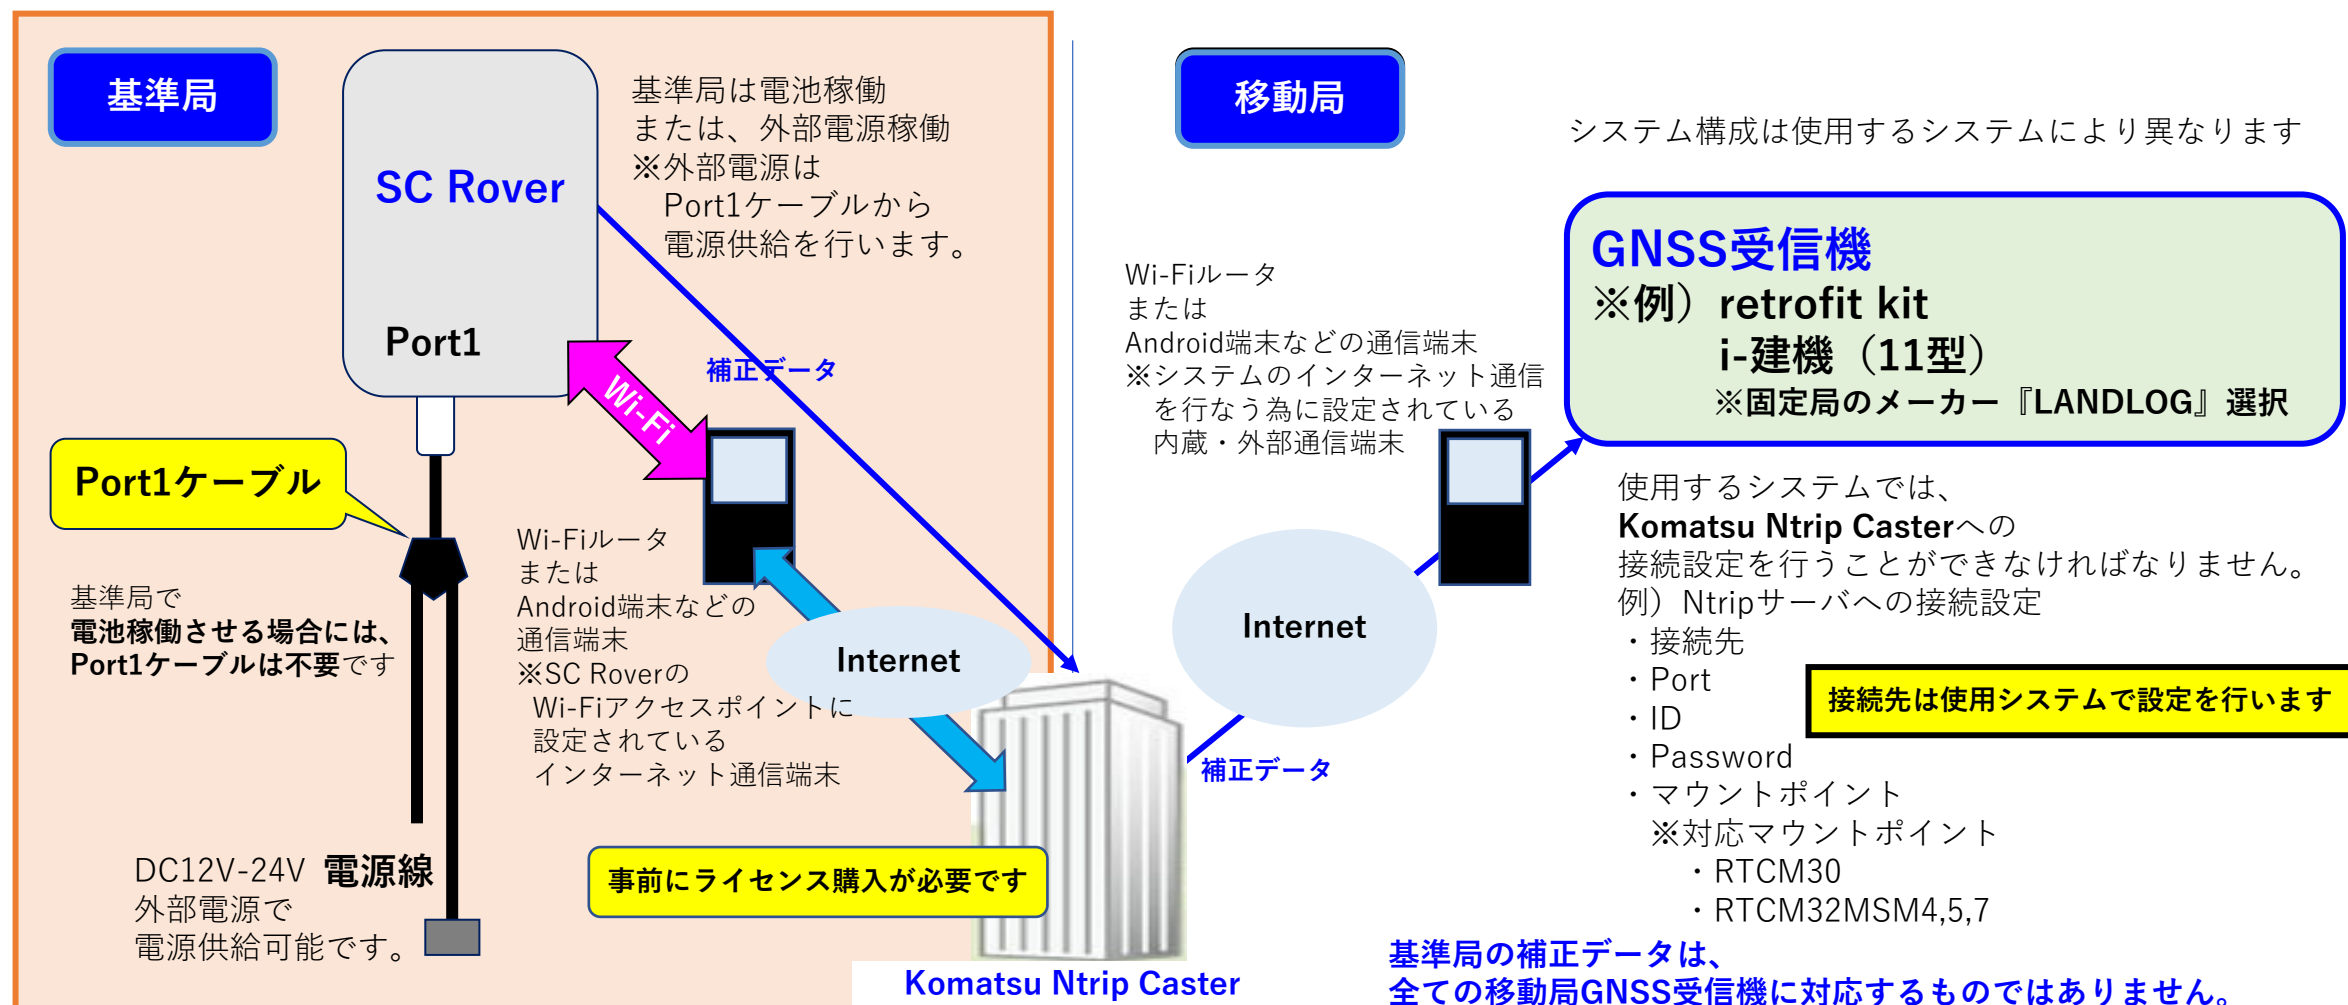 基準局
SC Rover
Port1
基準局は電池稼働
または、外部電源稼働
※外部電源は
Port1ケーブルから
電源供給を行います。
補正データ
Wi-Fi
Port1ケーブル
基準局で
電池稼働させる場合には、
Port1ケーブルは不要です
Wi-Fiルータ
または
Android端末などの
通信端末
※SC Roverの
Wi-Fiアクセスポイントに
設定されている
インターネット通信端末
Internet
DC12V-24V 電源線
外部電源で
電源供給可能です。
事前にライセンス購入が必要です
Komatsu Ntrip Caster
移動局
システム構成は使用するシステムにより異なります
Wi-Fiルータ
または
Android端末などの通信端末
※システムのインターネット通信
を行なう為に設定されている
内蔵・外部通信端末
Internet
補正データ
GNSS受信機
※例）retrofit kit
i-建機（11型）
※固定局のメーカー『LANDLOG』選択
使用するシステムでは、
Komatsu Ntrip Casterへの
接続設定を行うことができなければなりません。
例）Ntripサーバへの接続設定
・接続先
・Port
・ID
・Password
・マウントポイント
※対応マウントポイント
・RTCM30
・RTCM32MSM4,5,7
接続先は使用システムで設定を行います
基準局の補正データは、
全ての移動局GNSS受信機に対応するものではありません。